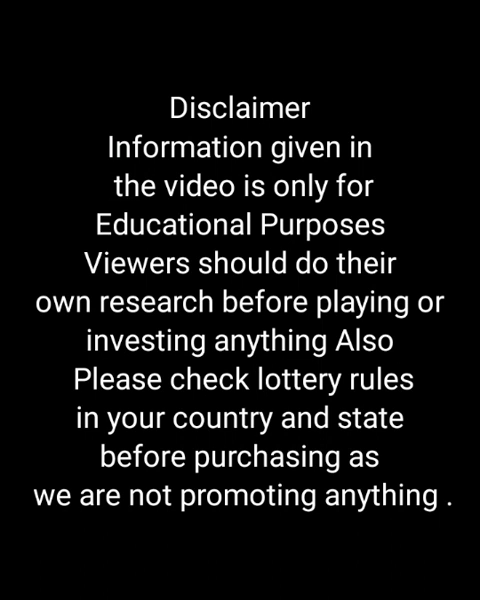 Disclaimer
Information given in
the video is only for
Educational Purposes
Viewers should do their
own research before playing or
investing anything Also
Please check lottery rules
in your country and state
before purchasing as
we are not promoting anything .